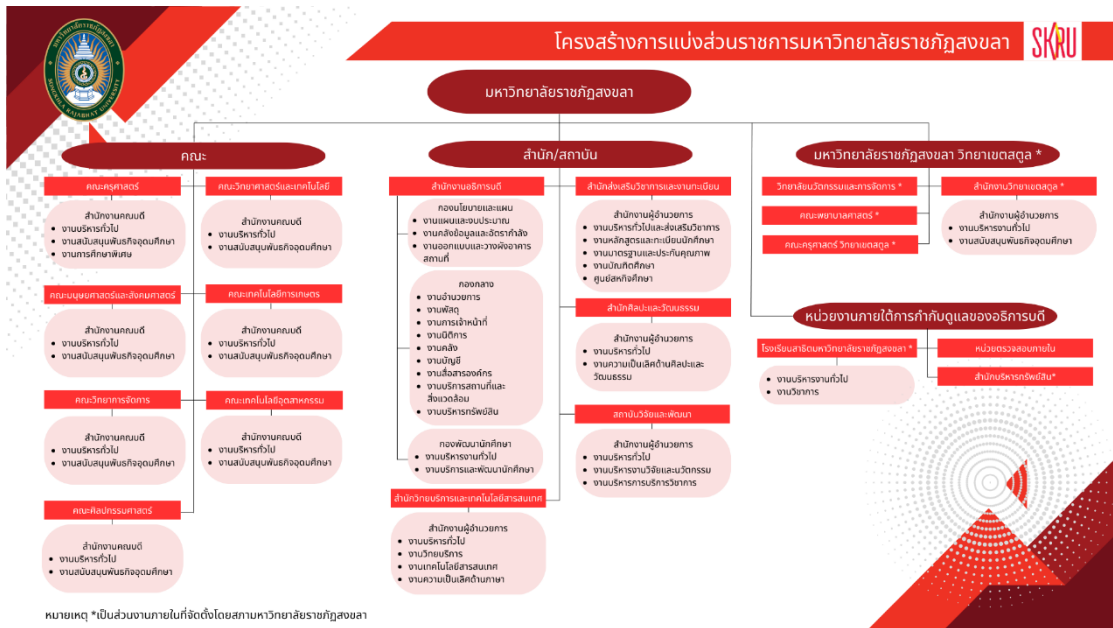 โครงสร้างการแบ่งส่วนราชการมหาวิทยาลัยราชภัฏสงขลา
SKRU
มหาวิทยาลัยราชภัฏสงขลา
SONGKHLA RAJABHAT UNIVERSITY
มหาวิทยาลัยราชภัฏสงขลา
คณะ
คณะครุศาสตร์
สำนักงานคณบดี
งานบริหารทั่วไป
งานสนับสนุนพันธกิจอุดมศึกษา
งานการศึกษาพิเศษ
คณะวิทยาศาสตร์และเทคโนโลยี
สำนักงานคณบดี
งานบริหารทั่วไป
งานสนับสนุนพันธกิจอุดมศึกษา
คณะมนุษยศาสตร์และสังคมศาสตร์
สำนักงานคณบดี
งานบริหารทั่วไป
งานสนับสนุนพันธกิจอุดมศึกษา
คณะเทคโนโลยีการเกษตร
สำนักงานคณบดี
งานบริหารทั่วไป
งานสนับสนุนพันธกิจอุดมศึกษา
คณะวิทยาการจัดการ
สำนักงานคณบดี
งานบริหารทั่วไป
งานสนับสนุนพันธกิจอุดมศึกษา
คณะเทคโนโลยีอุตสาหกรรม
สำนักงานคณบดี
งานบริหารทั่วไป
งานสนับสนุนพันธกิจอุดมศึกษา
คณะศิลปกรรมศาสตร์
สำนักงานคณบดี
งานบริหารทั่วไป
งานสนับสนุนพันธกิจอุดมศึกษา
สำนัก/สถาบัน
สำนักงานอธิการบดี
กองนโยบายและแผน
งานแผนและงบประมาณ
งานคลังข้อมูลและอัตรากำลัง
งานออกแบบและวางผังอาคาร
สถานที่
กองกลาง
งานอำนวยการ
งานพัสดุ
งานการเจ้าหน้าที่
งานนิติการ
งานคลัง
งานบัญชี
งานสื่อสารองค์กร
งานบริการสถานที่และ
สิ่งแวดล้อม
งานบริหารทรัพย์สิน
กองพัฒนานักศึกษา
งานบริหารงานทั่วไป
งานบริการและพัฒนานักศึกษา
สำนักวิทยบริการและเทคโนโลยีสารสนเทศ
สำนักงานผู้อำนวยการ
งานบริหารทั่วไป
งานวิทยบริการ
งานเทคโนโลยีสารสนเทศ
งานความเป็นเลิศด้านภาษา
สำนักส่งเสริมวิชาการและงานทะเบียน
สำนักงานผู้อำนวยการ
งานบริหารทั่วไปและส่งเสริมวิชาการ
งานหลักสูตรและทะเบียนนักศึกษา
งานมาตรฐานและประกันคุณภาพ
งานบัณฑิตศึกษา
ศูนย์สหกิจศึกษา
สำนักศิลปะและวัฒนธรรม
สำนักงานผู้อำนวยการ
งานบริหารทั่วไป
งานความเป็นเลิศด้านศิลปะและ
วัฒนธรรม
สถาบันวิจัยและพัฒนา
สำนักงานผู้อำนวยการ
งานบริหารทั่วไป
งานบริหารงานวิจัยและนวัตกรรม
งานบริหารการบริการวิชาการ
มหาวิทยาลัยราชภัฏสงขลา วิทยาเขตสตูล *
วิทยาลัยนวัตกรรมและการจัดการ *
คณะพยาบาลศาสตร์ *
คณะครุศาสตร์ วิทยาเขตสตูล *
สำนักงานวิทยาเขตสตูล *
สำนักงานผู้อำนวยการ
งานบริหารงานทั่วไป
งานสนับสนุนพันธกิจอุดมศึกษา
หน่วยงานภายใต้การกำกับดูแลของอธิการบดี
โรงเรียนสาธิตมหาวิทยาลัยราชภัฏสงขลา *
งานบริหารงานทั่วไป
งานวิชาการ
หน่วยตรวจสอบภายใน
สำนักบริหารทรัพย์สิน*
หมายเหตุ *เป็นส่วนงานภายในที่จัดตั้งโดยสภามหาวิทยาลัยราชภัฏสงขลา